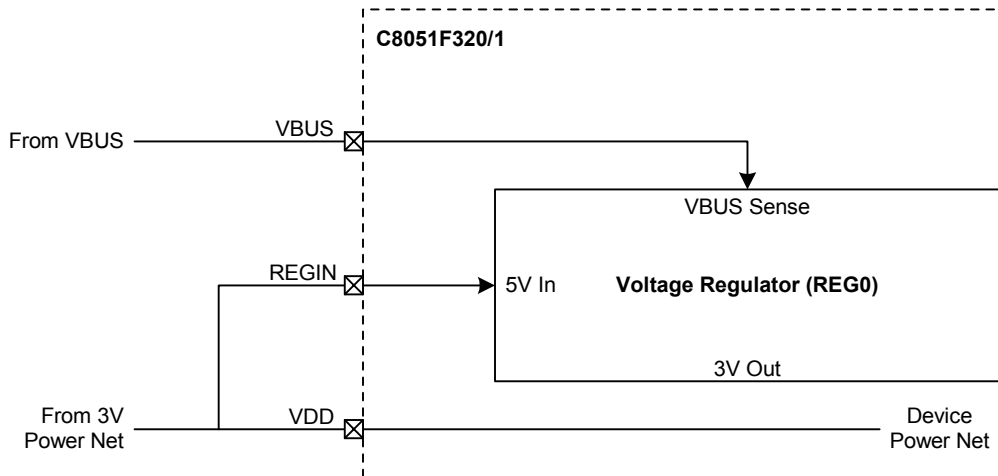 C8051F320/1
From VBUS
VBUS
VBUS Sense
REGIN
5V In
Voltage Regulator (REG0)
3V Out
From 3V
Power Net
VDD
Device
Power Net